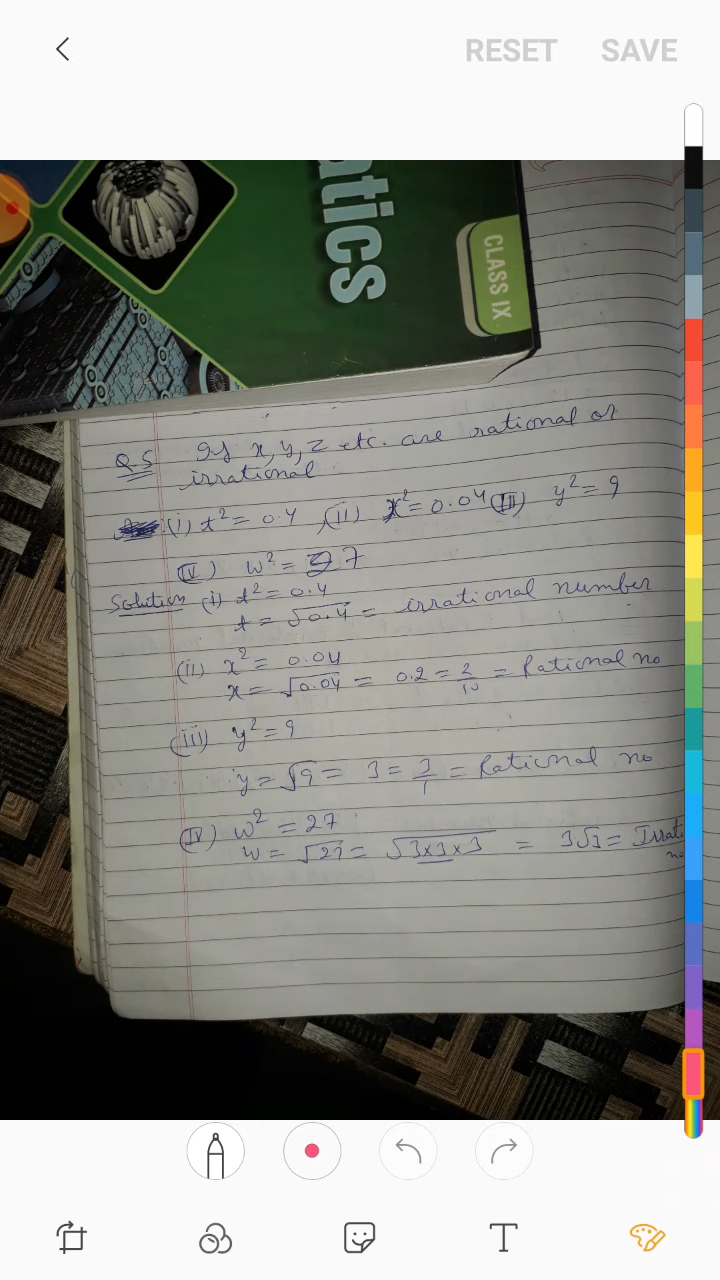 RESET SAVE
atics
CLASS IX
Q.5 If x, y, z etc. are rational or
irrational
(i) t² = 0.4 , (ii) x² = 0.04 (iii) y² = 9
(iv) w² = 27
Solution (i) t² = 0.4
t = √0.4 = irrational number
(ii) x² = 0.04
x = √0.04 = 0.2 = 2/10 = Rational no
(iii) y² = 9
y = √9 = 3 = 3/1 = Rational no
(iv) w² = 27
w = √27 = √3x3x3 = 3√3 = Irrati
no
T